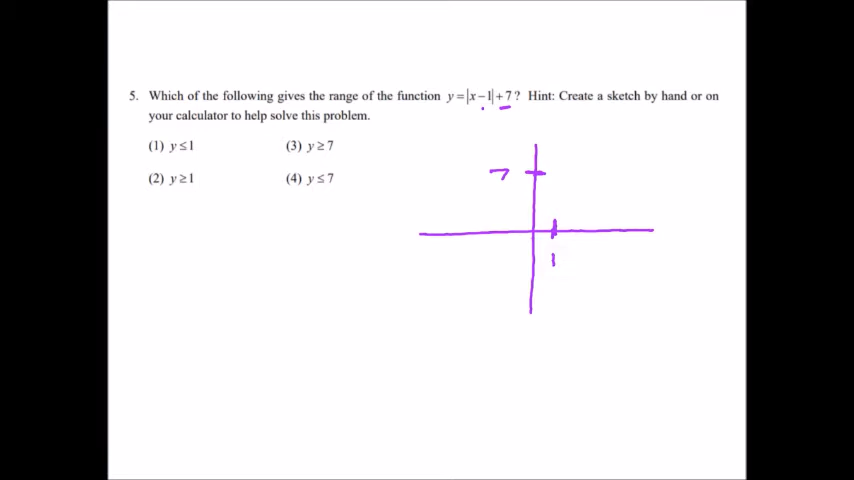 5. Which of the following gives the range of the function y=|x−1|+7? Hint: Create a sketch by hand or on
your calculator to help solve this problem.
(1) y≤1 (3) y≥7
(2) y≥1 (4) y≤7
7
1